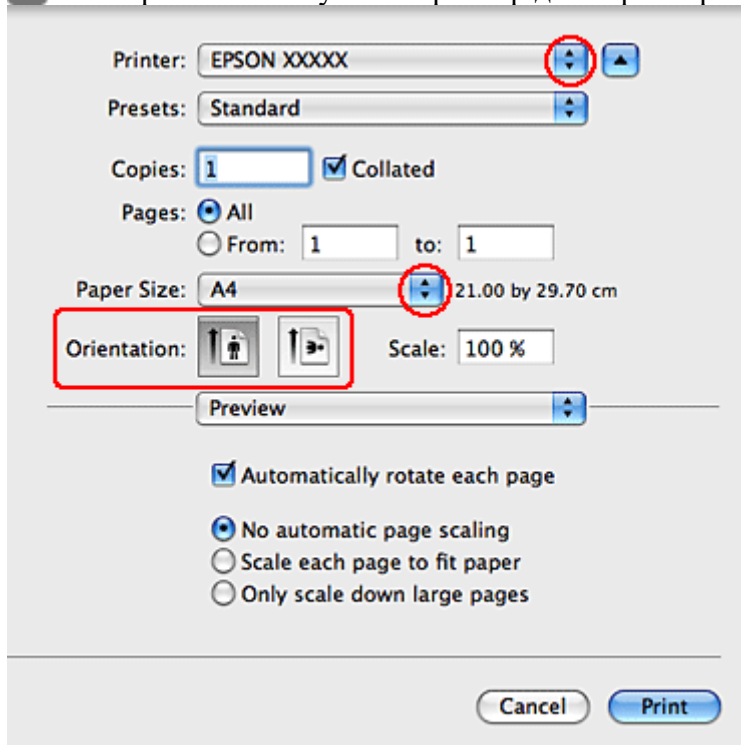 Printer: EPSON XXXXX
Presets: Standard
Copies: 1 Collated
Pages: All
From: 1 to: 1
Paper Size: A4 21.00 by 29.70 cm
Orientation: Scale: 100 %
Preview
Automatically rotate each page
No automatic page scaling
Scale each page to fit paper
Only scale down large pages
Cancel Print